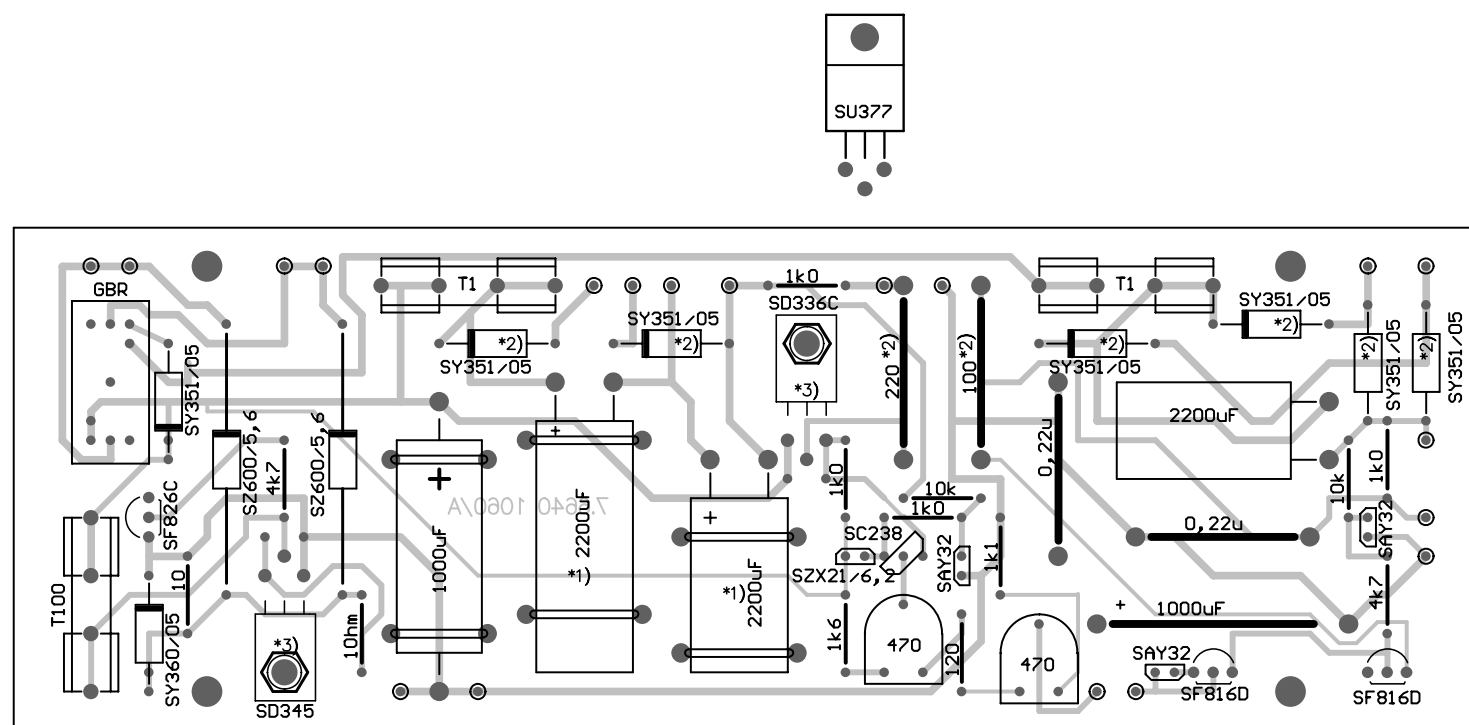 SU377
GBR
T1
1k0
SD336C
T1
SY351/05
*2)
SY351/05
*2)
SY351/05
*2)
SY351/05
*2)
SY351/05
*2)
SY351/05
*2)
SY351/05
*3)
220*2)
100*2)
SZ600/5,6
SZ600/5,6
4k7
SF826C
T100
10
SY360/05
*3)
SD345
10Ohm
+
1000uF
+
2200uF
*1)
7.5640 1060/A
+
2200uF
*1)
1k0
10k
1k0
SC238
SZX21/6,2
SAY32
1k1
1k6
470
120
470
0,22u
2200uF
0,22u
10k
1k0
SAY32
4k7
+
1000uF
SAY32
SF816D
SF816D